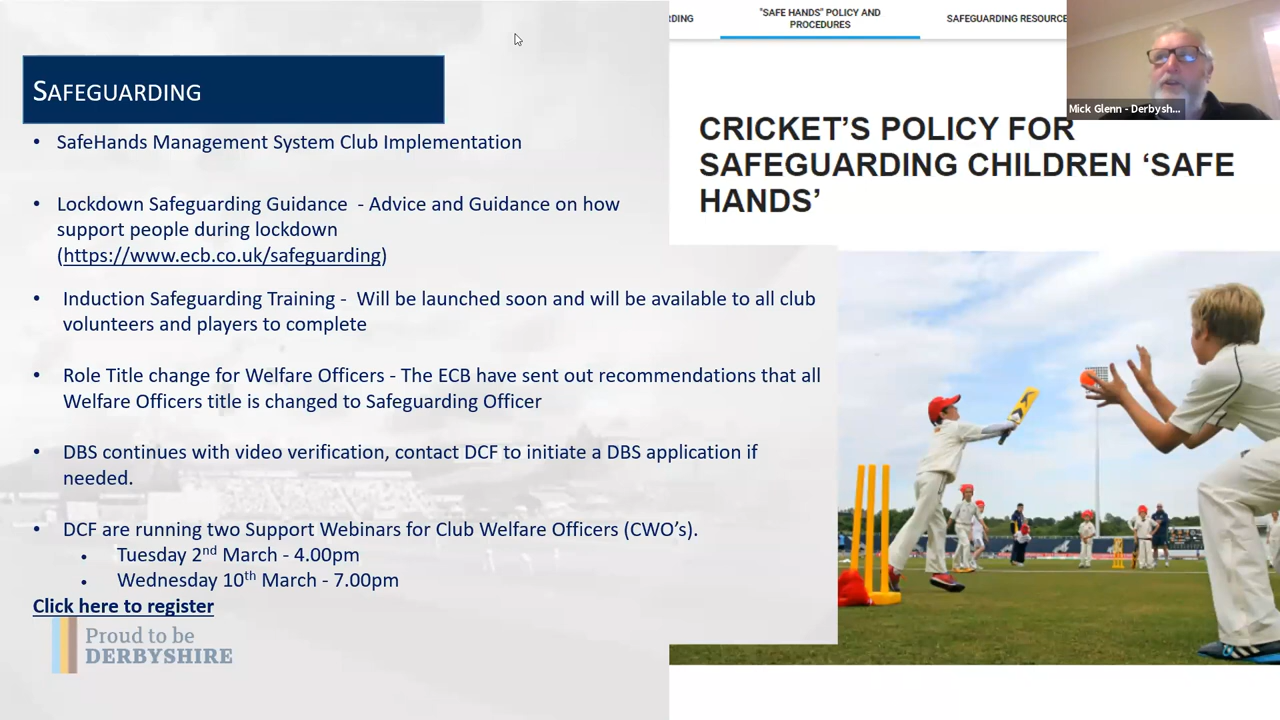 SAFEGUARDING
• SafeHands Management System Club Implementation
• Lockdown Safeguarding Guidance - Advice and Guidance on how
support people during lockdown
(https://www.ecb.co.uk/safeguarding)
• Induction Safeguarding Training - Will be launched soon and will be available to all club
volunteers and players to complete
• Role Title change for Welfare Officers - The ECB have sent out recommendations that all
Welfare Officers title is changed to Safeguarding Officer
• DBS continues with video verification, contact DCF to initiate a DBS application if
needed.
• DCF are running two Support Webinars for Club Welfare Officers (CWO’s).
• Tuesday 2nd March - 4.00pm
• Wednesday 10th March - 7.00pm
Click here to register
Proud to be
DERBYSHIRE
RDING
"SAFE HANDS" POLICY AND
PROCEDURES
SAFEGUARDING RESOURCE
Mick Glenn - Derbysh...
CRICKET’S POLICY FOR
SAFEGUARDING CHILDREN ‘SAFE
HANDS’